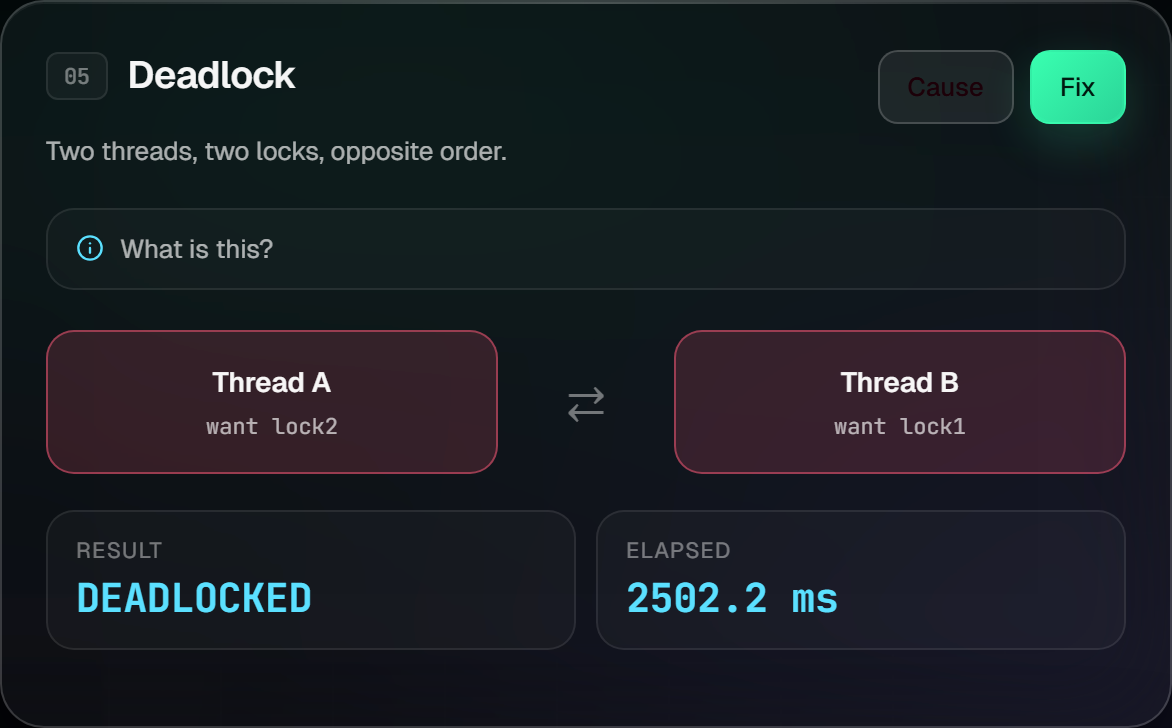 05
Deadlock
Cause
Fix
Two threads, two locks, opposite order.
What is this?
Thread A
want lock2
Thread B
want lock1
RESULT
DEADLOCKED
ELAPSED
2502.2 ms